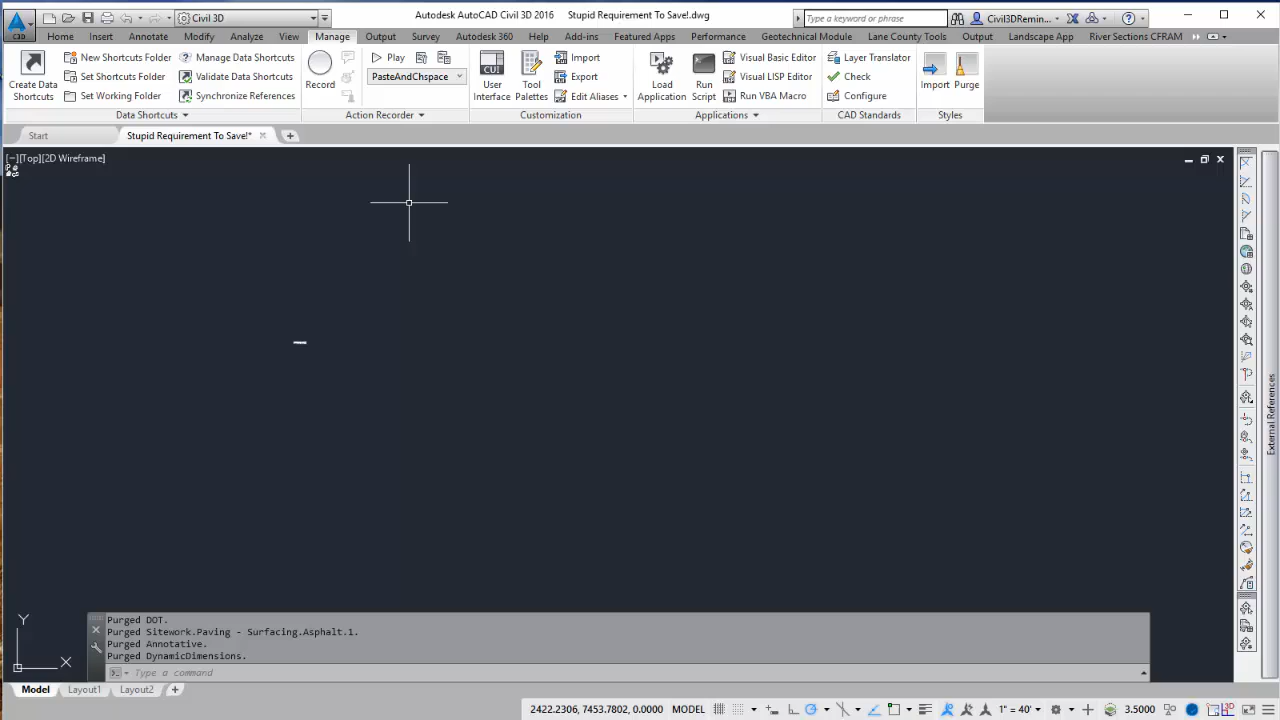 Civil 3D
Autodesk AutoCAD Civil 3D 2016 Stupid Requirement To Save!.dwg
Type a keyword or phrase
Civil3DRemin...
C3D
Home Insert Annotate Modify Analyze View Manage Output Survey Autodesk 360 Help Add-ins Featured Apps Performance Geotechnical Module Lane County Tools Output Landscape App River Sections CFRAM
Create Data Shortcuts
New Shortcuts Folder
Set Shortcuts Folder
Set Working Folder
Manage Data Shortcuts
Validate Data Shortcuts
Synchronize References
Data Shortcuts
Record
Play
PasteAndChspace
Action Recorder
CUI
User Interface
Tool Palettes
Import
Export
Edit Aliases
Customization
Load Application
Run Script
Visual Basic Editor
Visual LISP Editor
Run VBA Macro
Applications
Layer Translator
Check
Configure
CAD Standards
Import
Purge
Styles
Start
Stupid Requirement To Save!*
[−][Top][2D Wireframe]
External References
Y
X
Purged DOT.
Purged Sitework.Paving - Surfacing.Asphalt.1.
Purged Annotative.
Purged DynamicDimensions.
Type a command
Model Layout1 Layout2
2422.2306, 7453.7802, 0.0000 MODEL 1" = 40' 3.5000